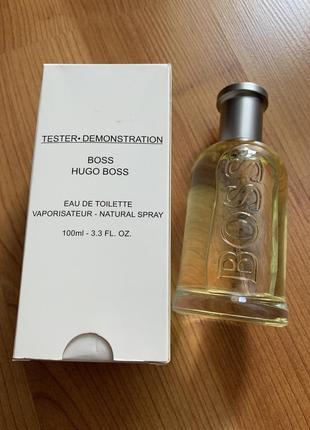 TESTER• DEMONSTRATION
BOSS
HUGO BOSS
EAU DE TOILETTE
VAPORISATEUR - NATURAL SPRAY
100ml - 3.3 FL. OZ.
BOSS